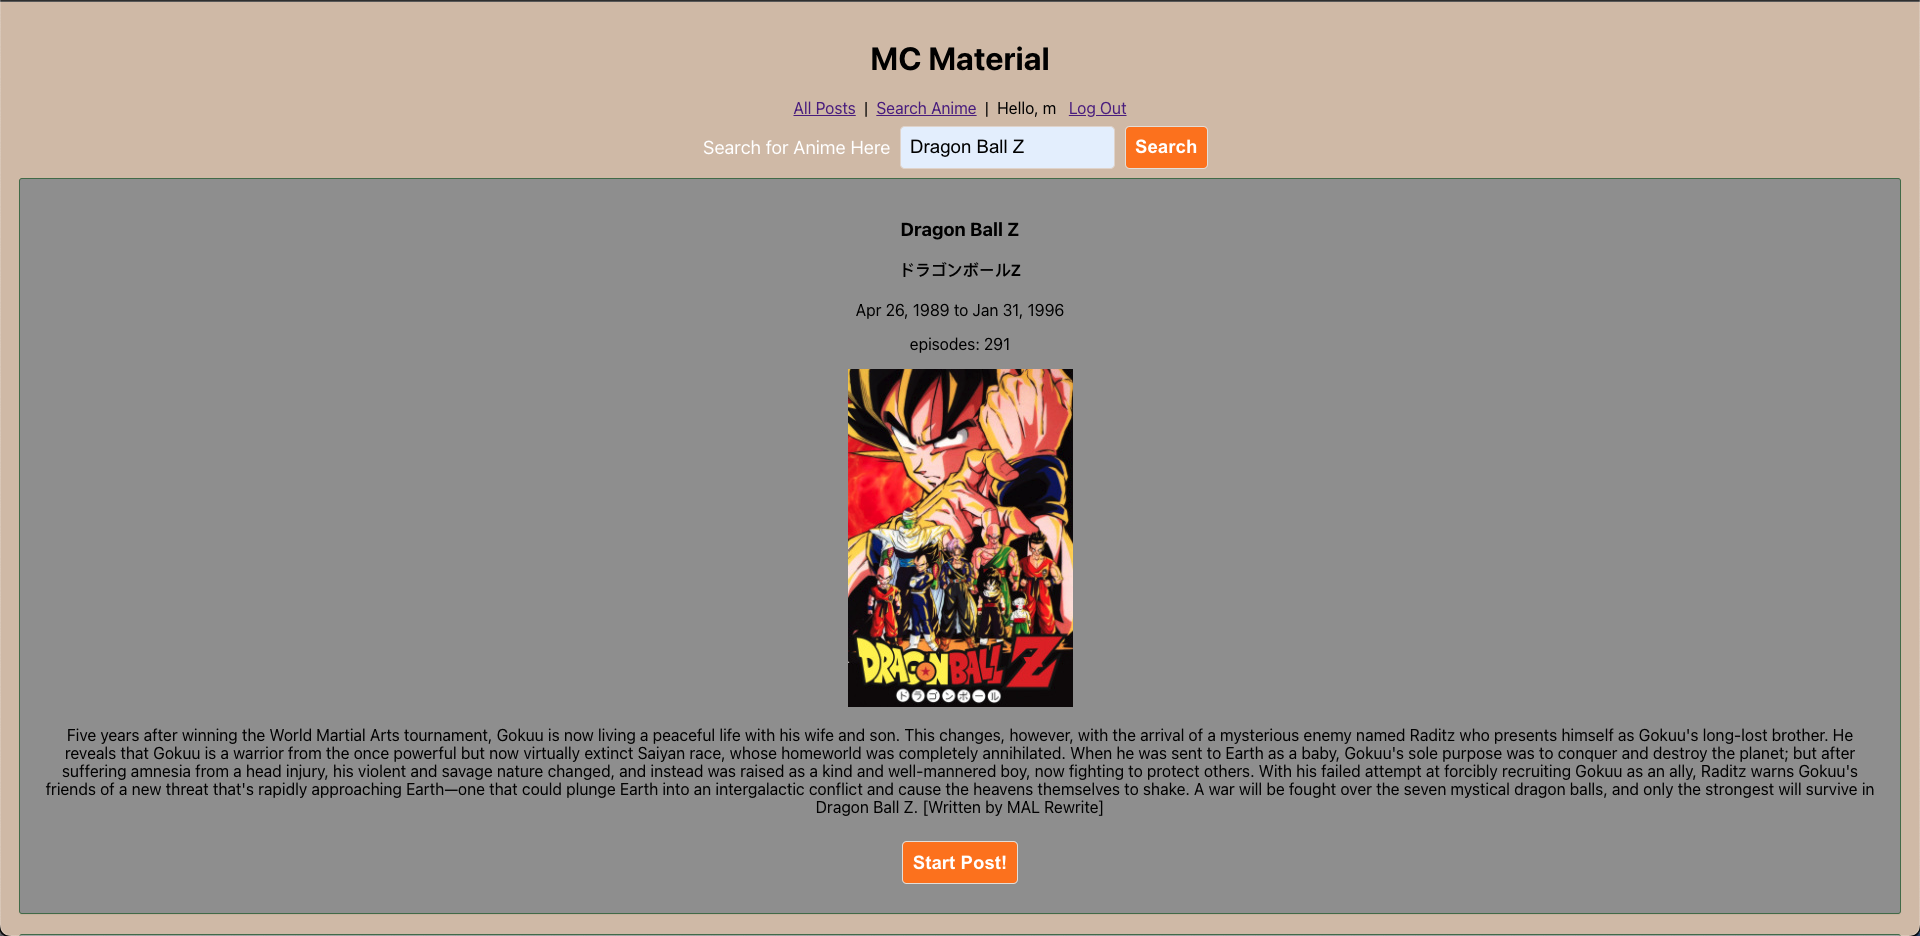 MC Material
All Posts | Search Anime | Hello, m Log Out
Search for Anime Here Dragon Ball Z Search
Dragon Ball Z
ドラゴンボールZ
Apr 26, 1989 to Jan 31, 1996
episodes: 291
DRAGON BALL Z
ドラゴンボール
Five years after winning the World Martial Arts tournament, Gokuu is now living a peaceful life with his wife and son. This changes, however, with the arrival of a mysterious enemy named Raditz who presents himself as Gokuu's long-lost brother. He
reveals that Gokuu is a warrior from the once powerful but now virtually extinct Saiyan race, whose homeworld was completely annihilated. When he was sent to Earth as a baby, Gokuu's sole purpose was to conquer and destroy the planet; but after
suffering amnesia from a head injury, his violent and savage nature changed, and instead was raised as a kind and well-mannered boy, now fighting to protect others. With his failed attempt at forcibly recruiting Gokuu as an ally, Raditz warns Gokuu's
friends of a new threat that's rapidly approaching Earth—one that could plunge Earth into an intergalactic conflict and cause the heavens themselves to shake. A war will be fought over the seven mystical dragon balls, and only the strongest will survive in
Dragon Ball Z. [Written by MAL Rewrite]
Start Post!